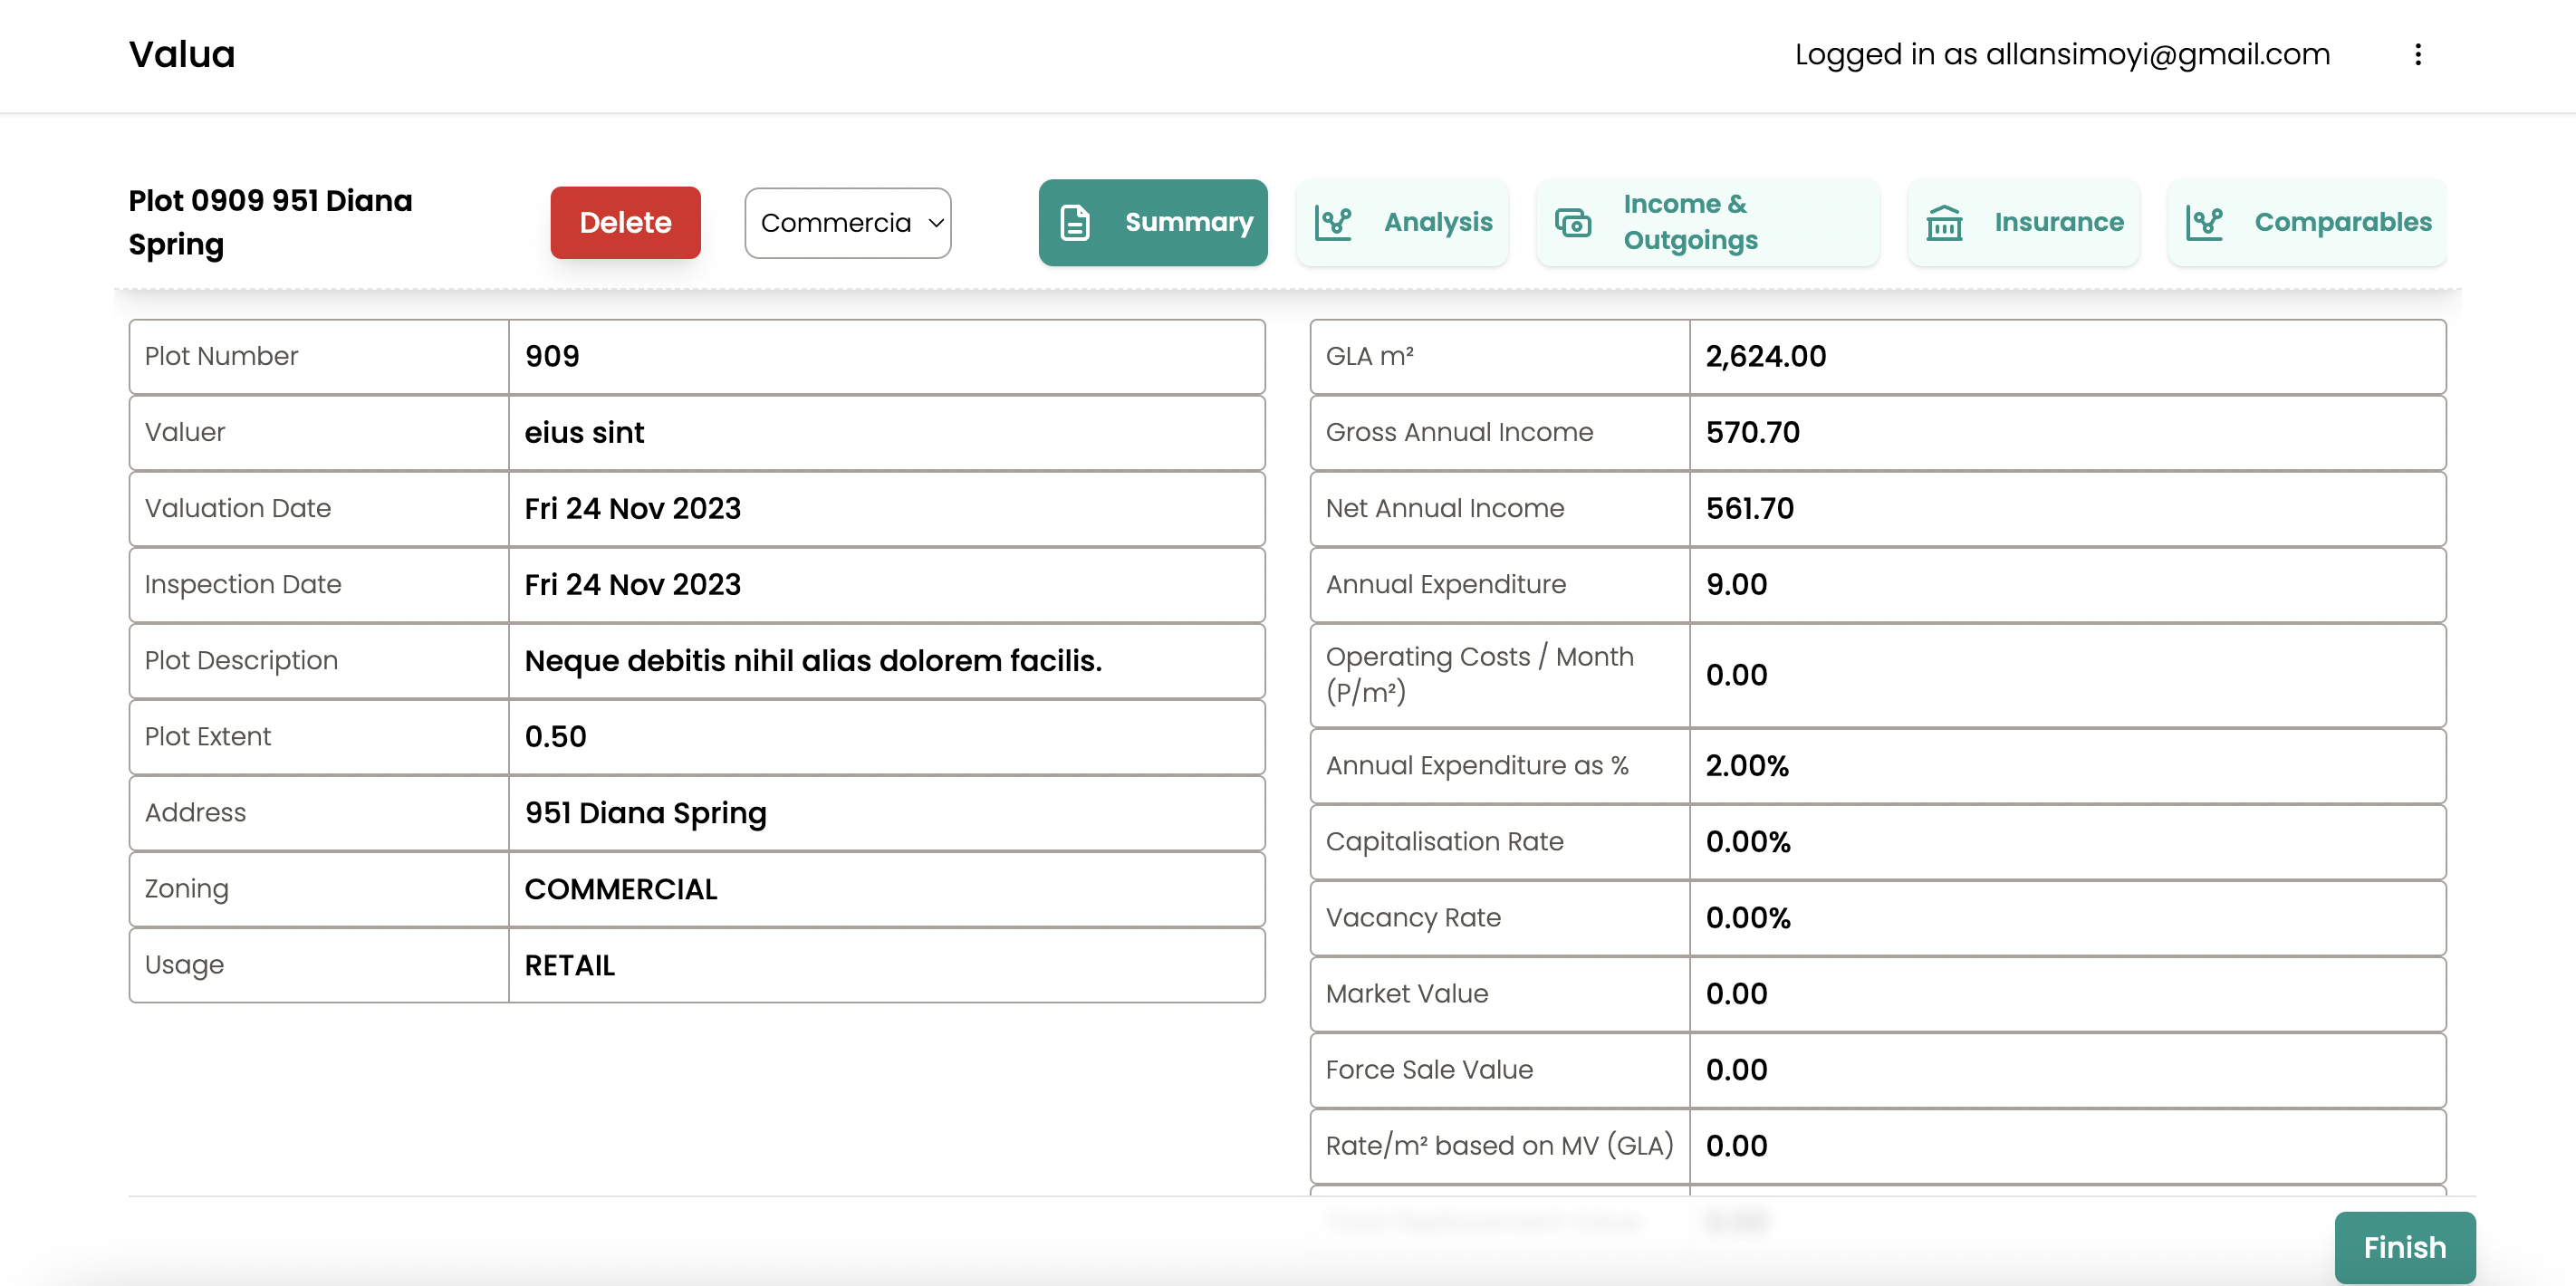 Valua
Logged in as allansimoyi@gmail.com
Plot 0909 951 Diana
Spring
Delete
Commercia
Summary
Analysis
Income &
Outgoings
Insurance
Comparables
Plot Number 909
Valuer eius sint
Valuation Date Fri 24 Nov 2023
Inspection Date Fri 24 Nov 2023
Plot Description Neque debitis nihil alias dolorem facilis.
Plot Extent 0.50
Address 951 Diana Spring
Zoning COMMERCIAL
Usage RETAIL
GLA m² 2,624.00
Gross Annual Income 570.70
Net Annual Income 561.70
Annual Expenditure 9.00
Operating Costs / Month
(P/m²) 0.00
Annual Expenditure as % 2.00%
Capitalisation Rate 0.00%
Vacancy Rate 0.00%
Market Value 0.00
Force Sale Value 0.00
Rate/m² based on MV (GLA) 0.00
Finish